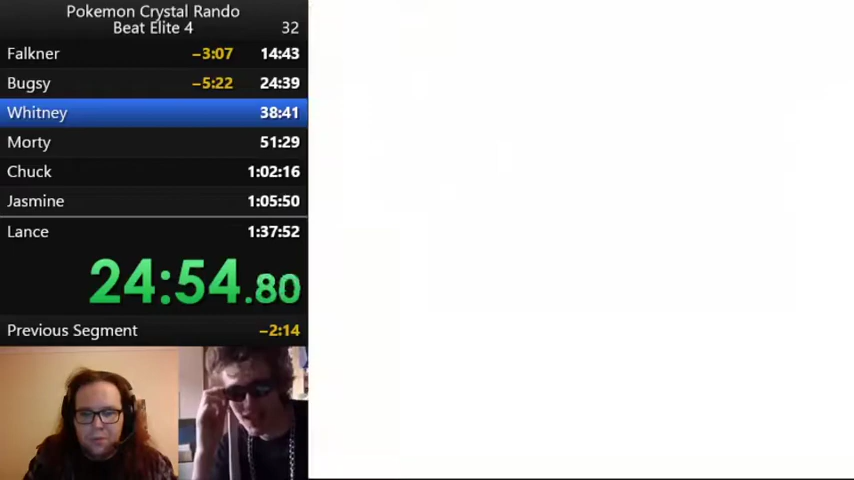 Pokemon Crystal Rando
Beat Elite 4 32
Falkner −3:07 14:43
Bugsy −5:22 24:39
Whitney 38:41
Morty 51:29
Chuck 1:02:16
Jasmine 1:05:50
Lance 1:37:52
24:54.80
Previous Segment −2:14